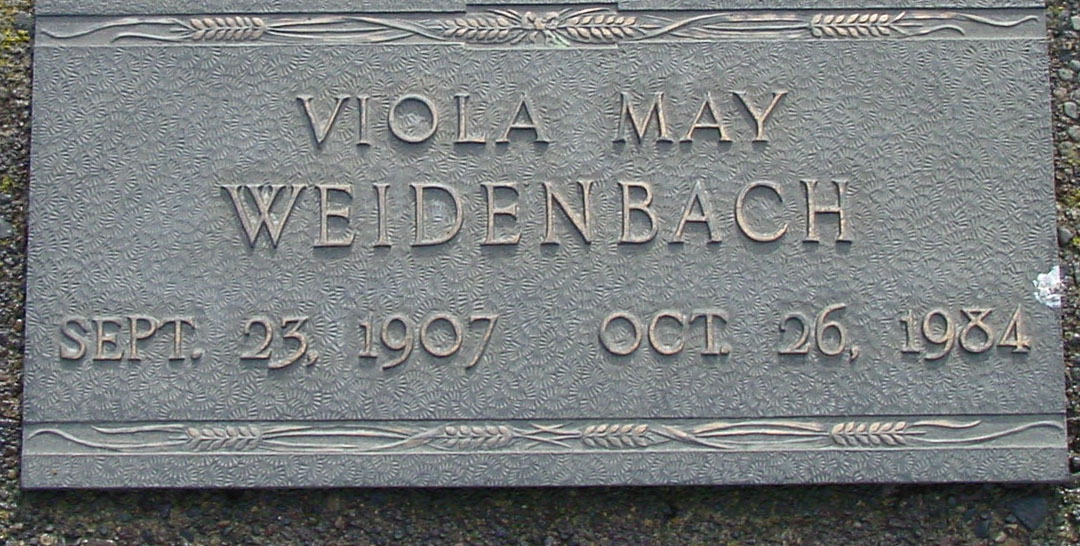 VIOLA MAY
WEIDENBACH
SEPT. 23, 1907 OCT. 26, 1984